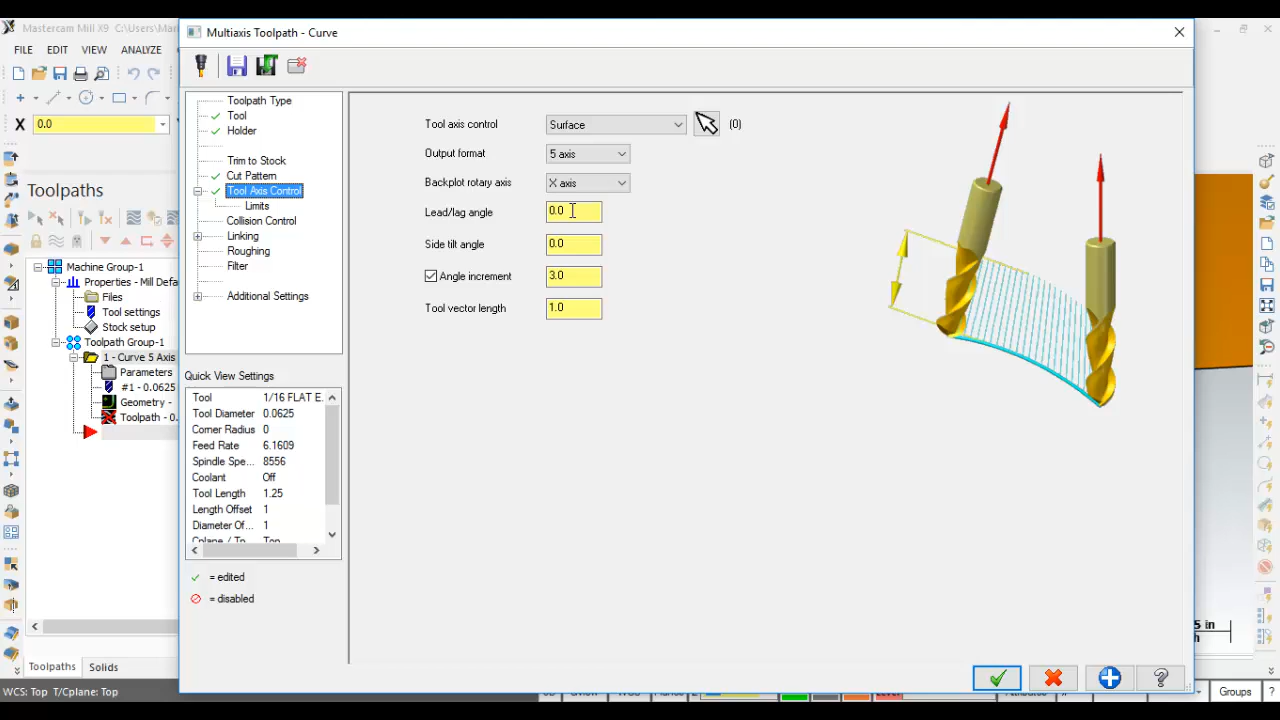 Mastercam Mill X9 C:\Users\Mar
Multiaxis Toolpath - Curve
FILE EDIT VIEW ANALYZE
X 0.0
Toolpaths
Machine Group-1
Properties - Mill Defa
Files
Tool settings
Stock setup
Toolpath Group-1
1 - Curve 5 Axis
Parameters
#1 - 0.0625
Geometry -
Toolpath - 0.
Toolpaths Solids
WCS: Top T/Cplane: Top
Toolpath Type
Tool
Holder
Trim to Stock
Cut Pattern
Tool Axis Control
Limits
Collision Control
Linking
Roughing
Filter
Additional Settings
Quick View Settings
Tool 1/16 FLAT E.
Tool Diameter 0.0625
Corner Radius 0
Feed Rate 6.1609
Spindle Spe... 8556
Coolant Off
Tool Length 1.25
Length Offset 1
Diameter Of... 1
Cplane / Tp Top
= edited
= disabled
Tool axis control Surface (0)
Output format 5 axis
Backplot rotary axis X axis
Lead/lag angle 0.0
Side tilt angle 0.0
Angle increment 3.0
Tool vector length 1.0
5 in
h
Groups ?